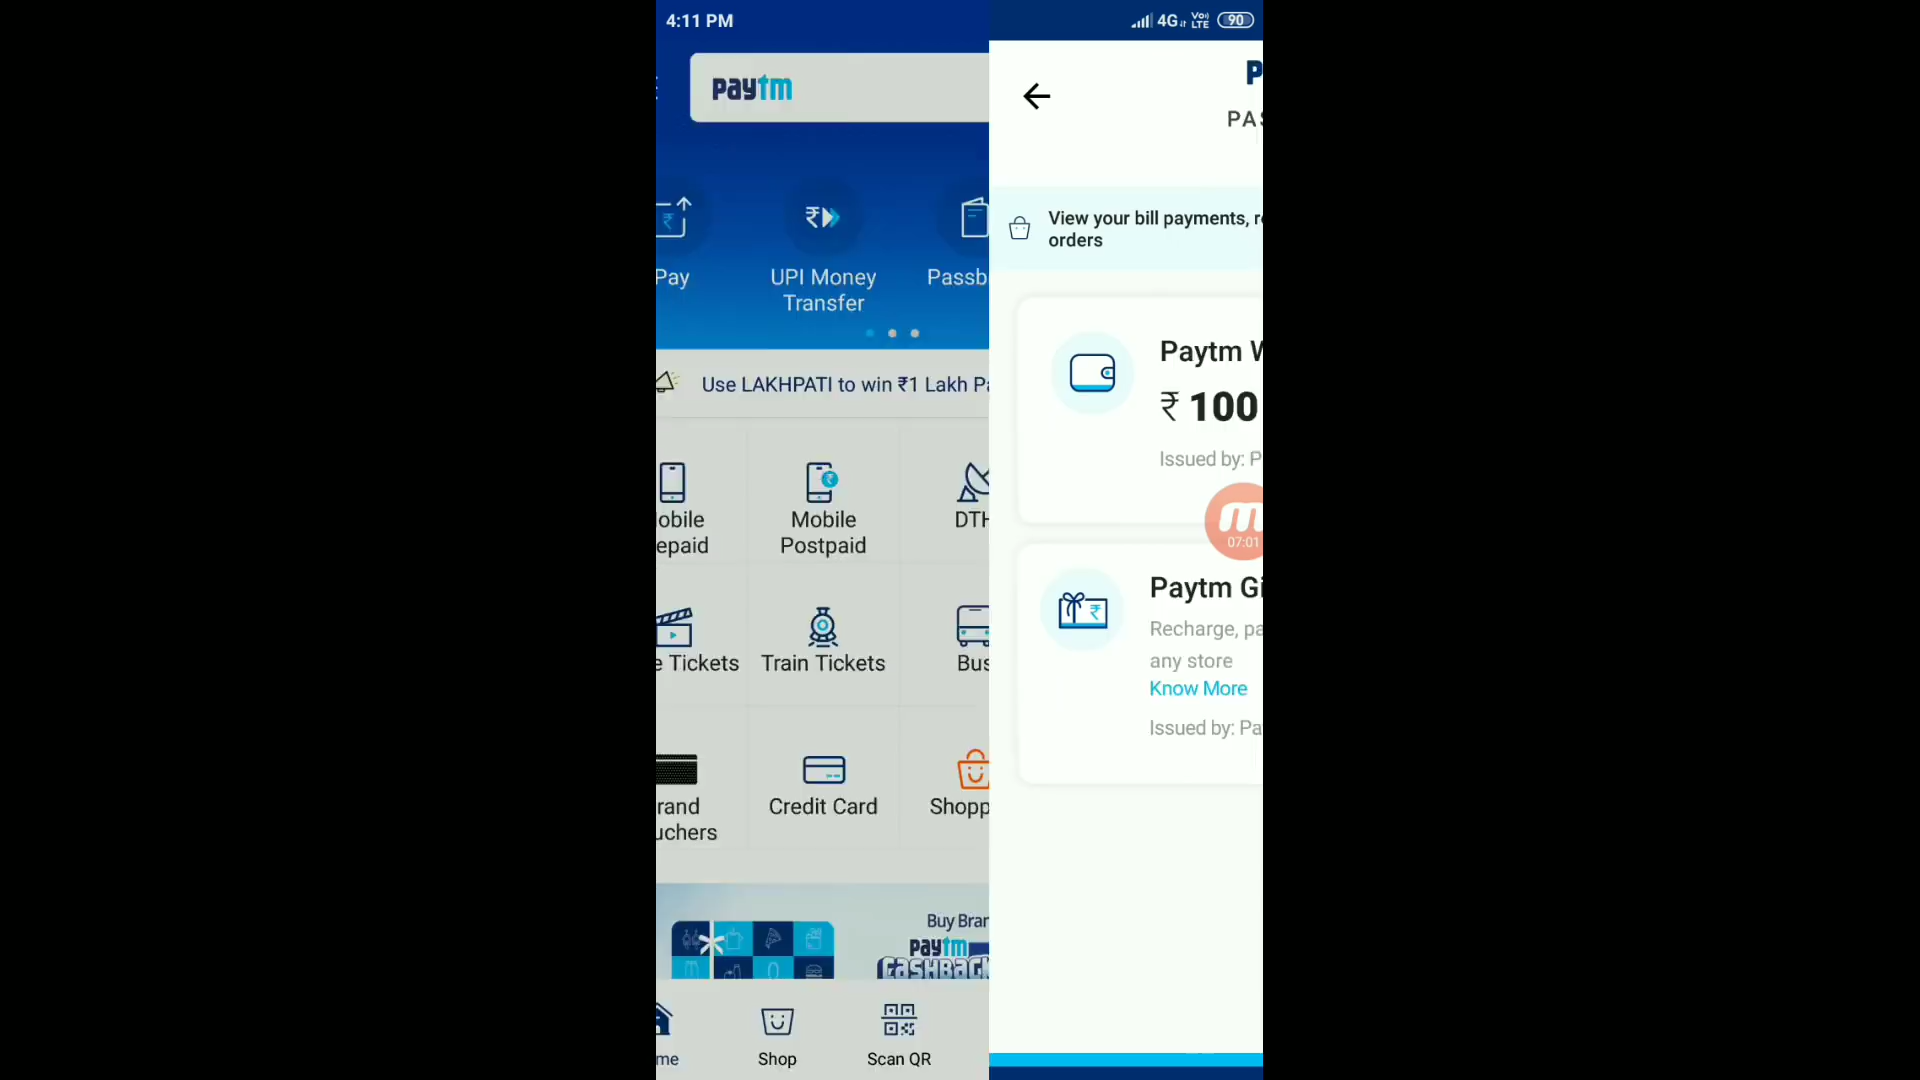 4:11 PM
4G
Vo)
LTE
90
paytm
P
PAS
View your bill payments, r
orders
Pay
UPI Money
Transfer
Passb
Use LAKHPATI to win ₹1 Lakh Pa
Paytm W
₹ 100
Issued by: P
07:01
obile
epaid
Mobile
Postpaid
DTH
e Tickets
Train Tickets
Bus
Paytm Gi
Recharge, pa
any store
Know More
Issued by: Pa
rand
uchers
Credit Card
Shopp
Buy Bran
paytm
CASHBACK
me
Shop
Scan QR